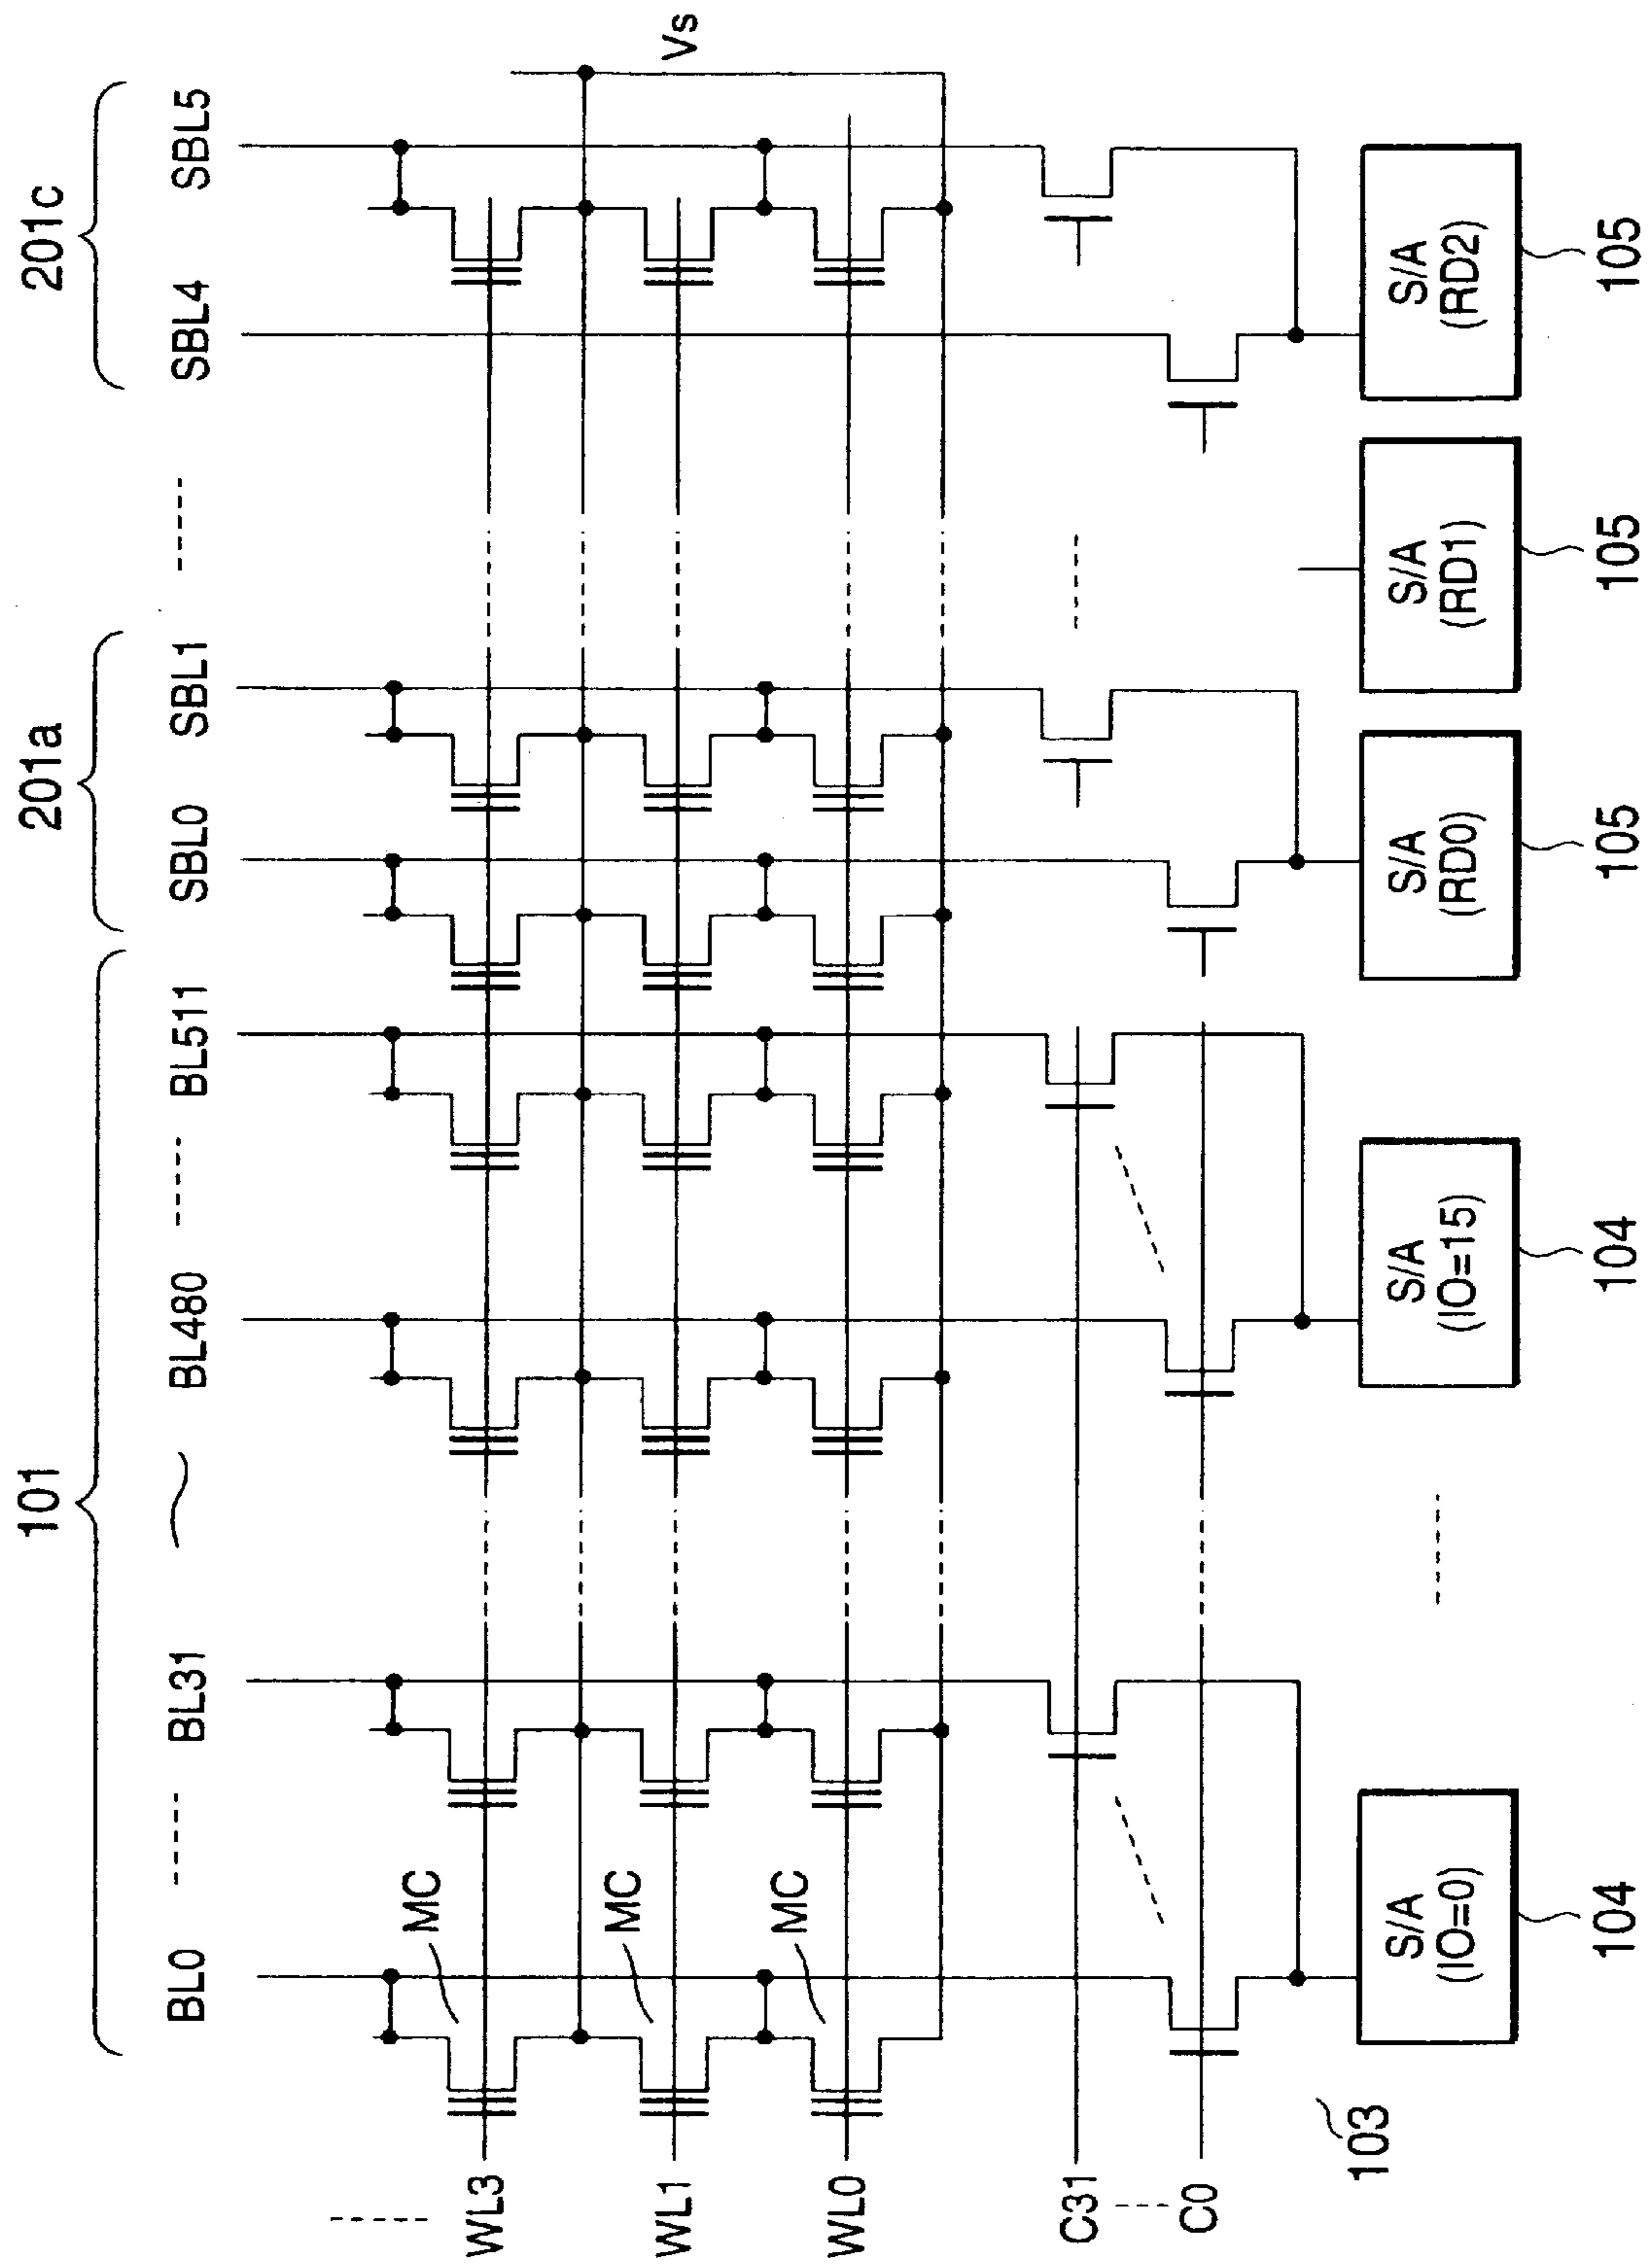 101
201a
201c
BL0
BL31
BL480
BL511
SBL0
SBL1
SBL4
SBL5
Vs
MC
MC
MC
WL3
WL1
WL0
C31
C0
103
S/A
(IO=0)
S/A
(IO=15)
S/A
(RD0)
S/A
(RD1)
S/A
(RD2)
104
104
105
105
105